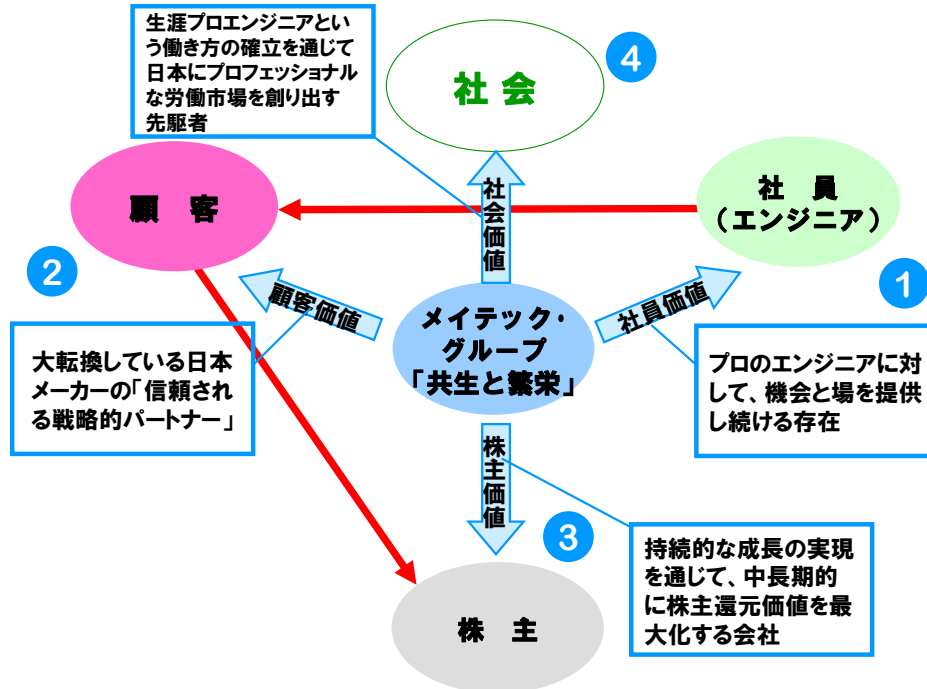 生涯プロエンジニアとい
う働き方の確立を通じて
日本にプロフェッショナル
な労働市場を創り出す
先駆者
社会
4
顧 客
社 員
（エンジニア）
社会価値
2
1
顧客価値
社員価値
メイテック・
グループ
「共生と繁栄」
大転換している日本
メーカーの「信頼され
る戦略的パートナー」
プロのエンジニアに対
して、機会と場を提供
し続ける存在
株主価値
3
持続的な成長の実現
を通じて、中長期的
に株主還元価値を最
大化する会社
株 主